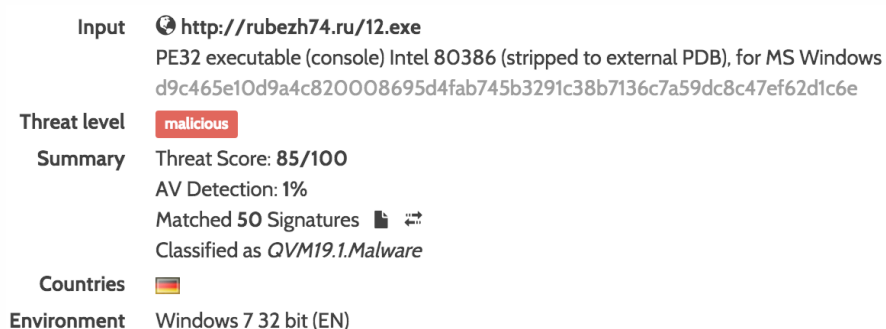 Input http://rubezh74.ru/12.exe
PE32 executable (console) Intel 80386 (stripped to external PDB), for MS Windows
d9c465e10d9a4c820008695d4fab745b3291c38b7136c7a59dc8c47ef62d1c6e
Threat level malicious
Summary Threat Score: 85/100
AV Detection: 1%
Matched 50 Signatures
Classified as QVM19.1.Malware
Countries
Environment Windows 7 32 bit (EN)